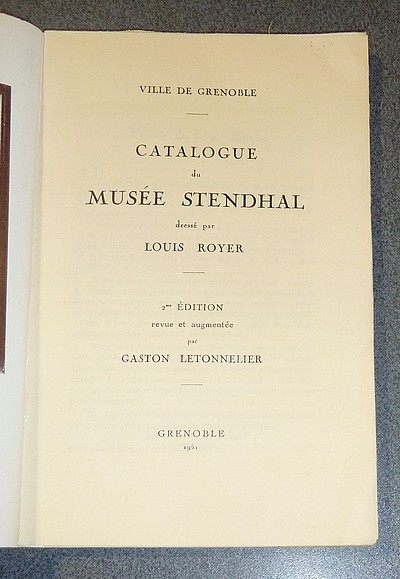 VILLE DE GRENOBLE
CATALOGUE
du
MUSÉE STENDHAL
dressé par
LOUIS ROYER
2me ÉDITION
revue et augmentée
par
GASTON LETONNELIER
GRENOBLE
1951